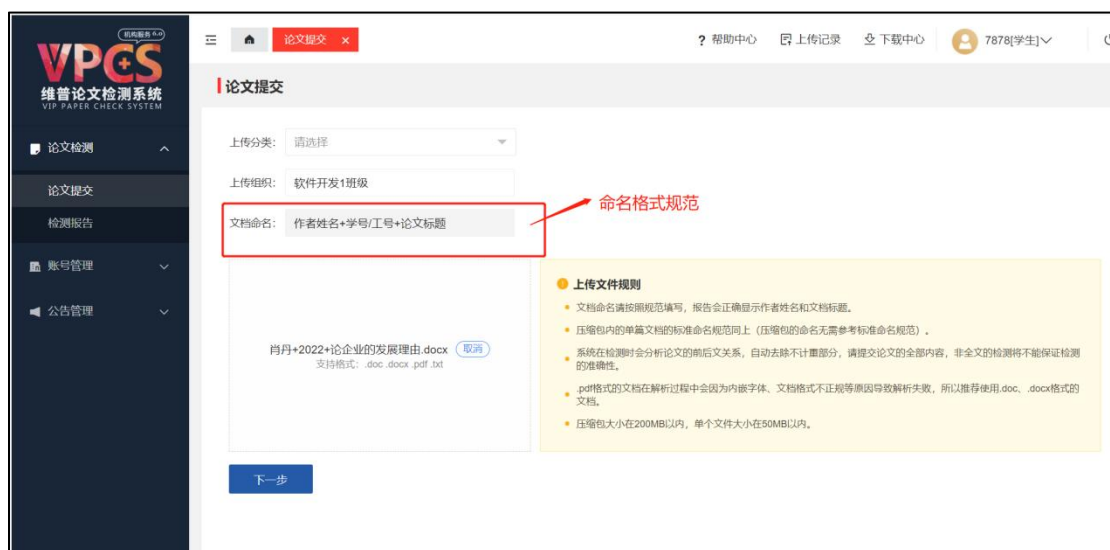 机构服务 6.0
VPCS
维普论文检测系统
VIP PAPER CHECK SYSTEM
论文提交 ×
? 帮助中心 上传记录 下载中心 7878[学生]
论文提交
论文检测
论文提交
检测报告
账号管理
公告管理
上传分类： 请选择
上传组织： 软件开发1班级
文档命名： 作者姓名+学号/工号+论文标题
命名格式规范
肖丹+2022+论企业的发展理由.docx 取消
支持格式：.doc .docx .pdf .txt
上传文件规则
文档命名请按照规范填写，报告会正确显示作者姓名和文档标题。
压缩包内的单篇文档的标准命名规范同上（压缩包的命名无需参考标准命名规范）。
系统在检测时会分析论文的前后文关系，自动去除不计重部分，请提交论文的全部内容，非全文的检测将不能保证检测
的准确性。
.pdf格式的文档在解析过程中会因为内嵌字体、文档格式不正规等原因导致解析失败，所以推荐使用.doc、.docx格式的
文档。
压缩包大小在200MB以内，单个文件大小在50MB以内。
下一步